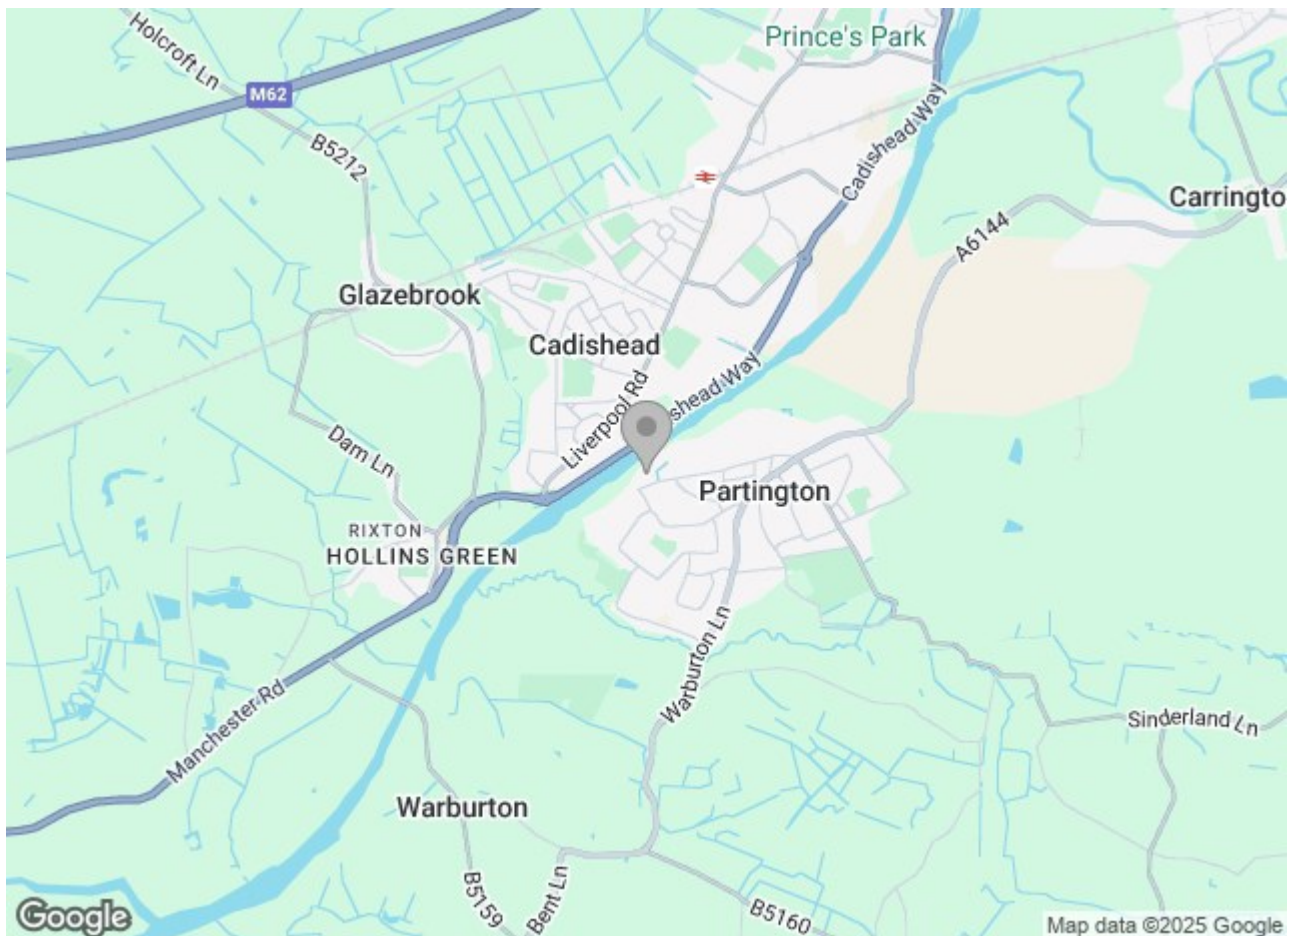 Holcroft Ln
Prince's Park
M62
B5212
Cadishead Way
Carringto
A6144
Glazebrook
Cadishead
Liverpool Rd
shead Way
Dam Ln
Partington
RIXTON
HOLLINS GREEN
Warburton Ln
Manchester Rd
Sinderland Ln
Warburton
B5159
Bent Ln
B5160
Google
Map data ©2025 Google